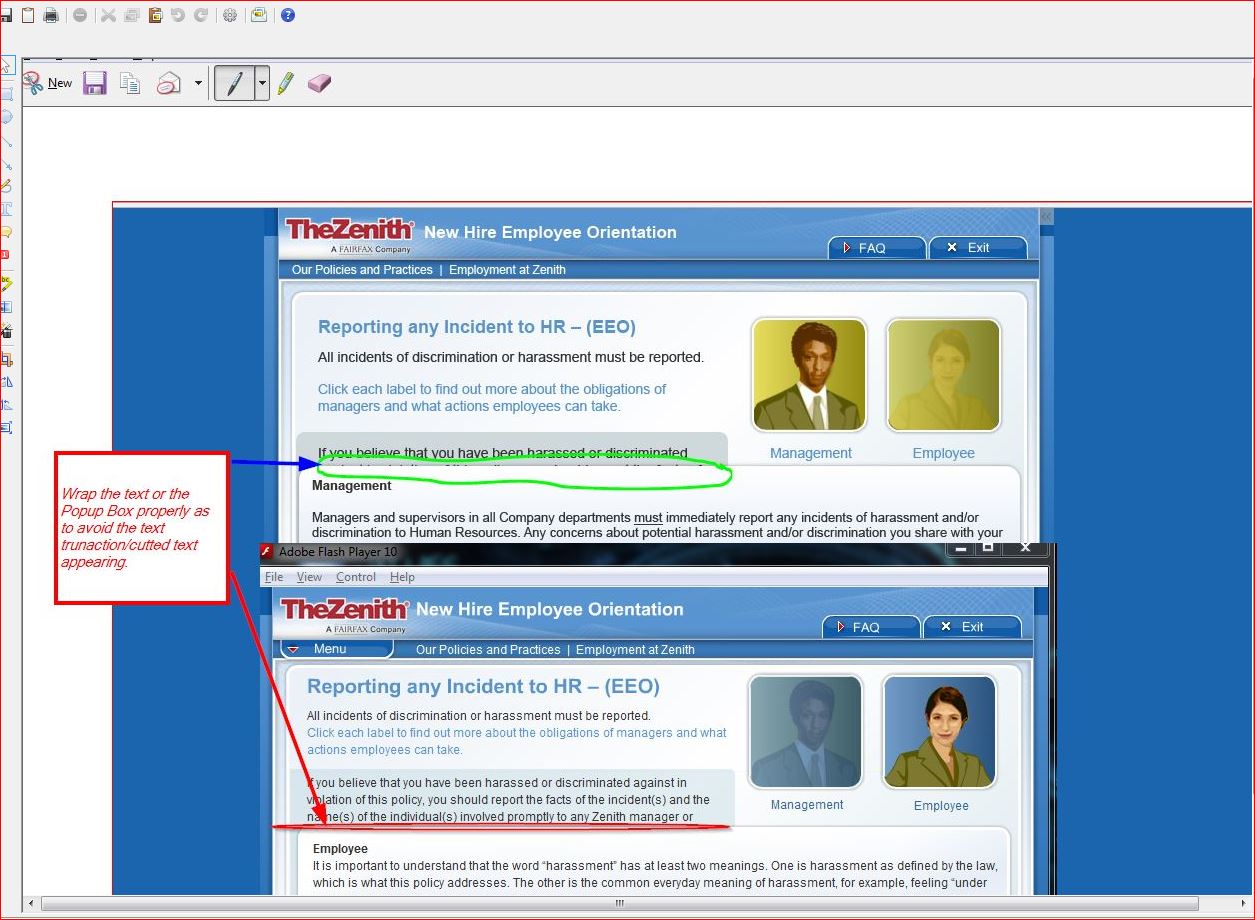 New
TheZenith
A FAIRFAX Company
New Hire Employee Orientation
FAQ
Exit
Our Policies and Practices | Employment at Zenith
Reporting any Incident to HR – (EEO)
All incidents of discrimination or harassment must be reported.
Click each label to find out more about the obligations of
managers and what actions employees can take.
Management
Employee
If you believe that you have been harassed or discriminated
Management
Managers and supervisors in all Company departments must immediately report any incidents of harassment and/or
discrimination to Human Resources. Any concerns about potential harassment and/or discrimination you share with your
Wrap the text or the
Popup Box properly as
to avoid the text
trunaction/cutted text
appearing.
Adobe Flash Player 10
File View Control Help
TheZenith
A FAIRFAX Company
New Hire Employee Orientation
FAQ
Exit
Menu
Our Policies and Practices | Employment at Zenith
Reporting any Incident to HR – (EEO)
All incidents of discrimination or harassment must be reported.
Click each label to find out more about the obligations of managers and what
actions employees can take.
If you believe that you have been harassed or discriminated against in
violation of this policy, you should report the facts of the incident(s) and the
name(s) of the individual(s) involved promptly to any Zenith manager or
Management
Employee
Employee
It is important to understand that the word “harassment” has at least two meanings. One is harassment as defined by the law,
which is what this policy addresses. The other is the common everyday meaning of harassment, for example, feeling “under